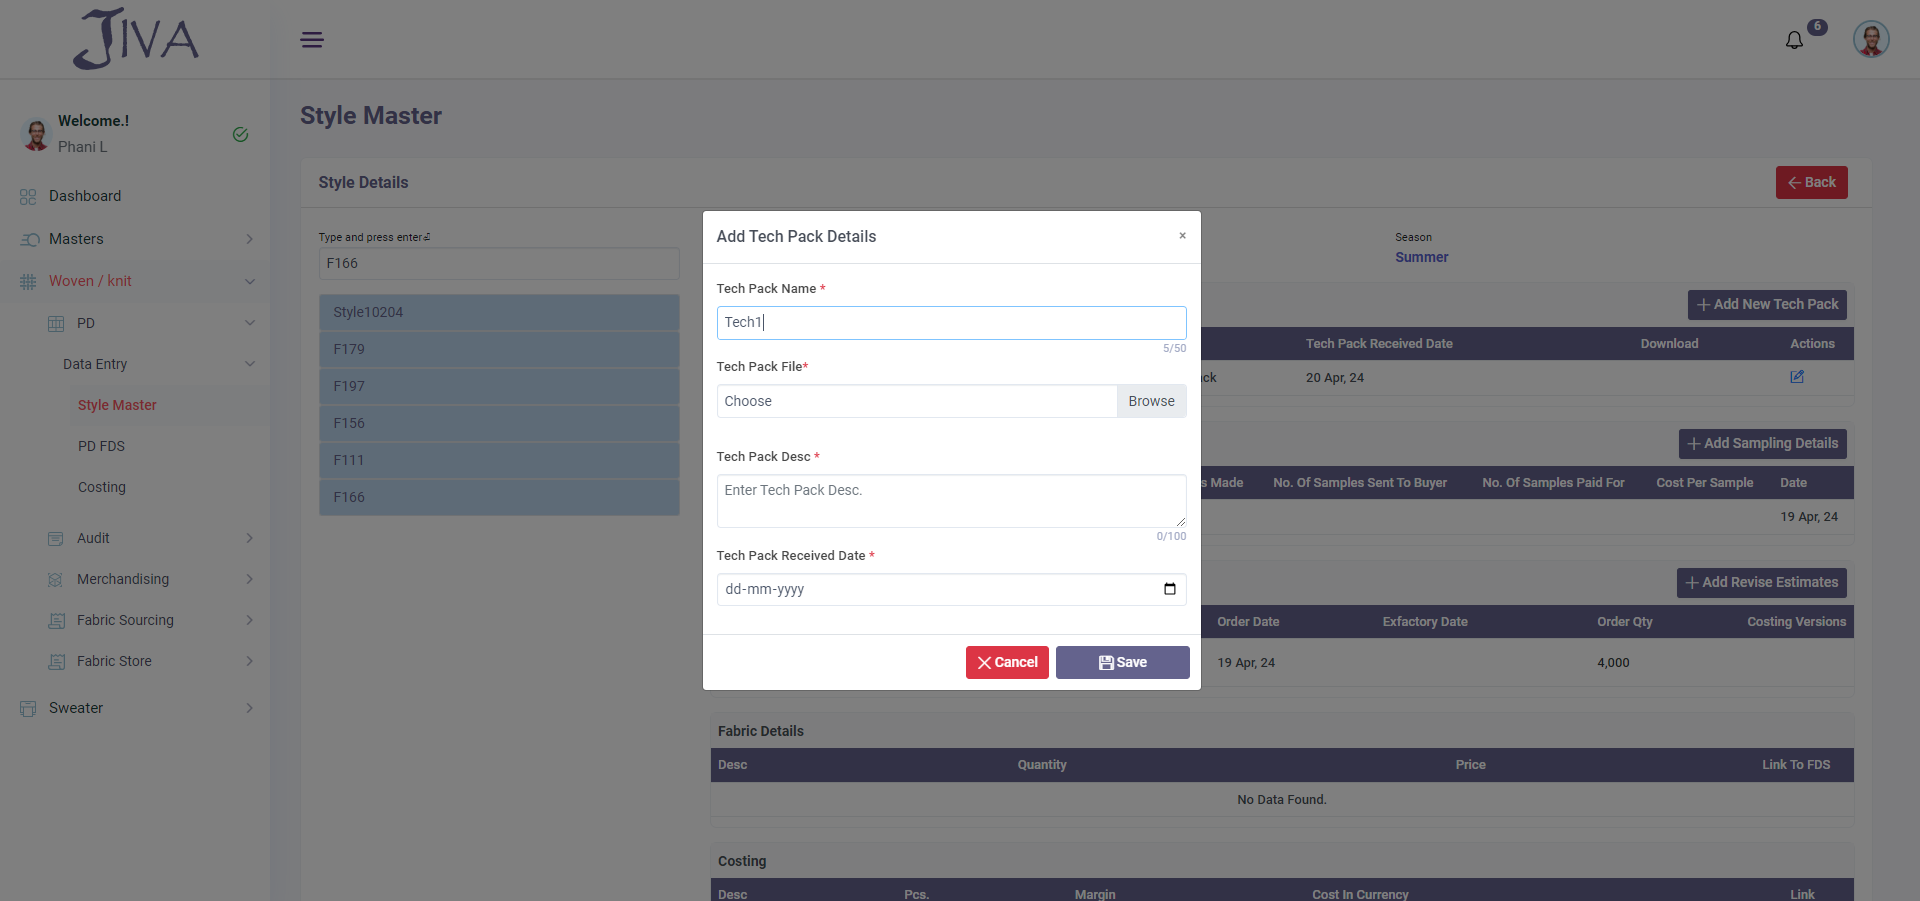 JIVA
6
Welcome.!
Phani L
Dashboard
Masters
Woven / knit
PD
Data Entry
Style Master
PD FDS
Costing
Audit
Merchandising
Fabric Sourcing
Fabric Store
Sweater
Style Master
Style Details
Back
Type and press enter⏎
F166
Style10204
F179
F197
F156
F111
F166
Season
Summer
Add New Tech Pack
Tech Pack Received Date Download Actions
ck 20 Apr, 24
Add Sampling Details
s Made No. Of Samples Sent To Buyer No. Of Samples Paid For Cost Per Sample Date
19 Apr, 24
Add Revise Estimates
Order Date Exfactory Date Order Qty Costing Versions
19 Apr, 24 4,000
Fabric Details
Desc Quantity Price Link To FDS
No Data Found.
Costing
Desc Pcs. Margin Cost In Currency Link
Add Tech Pack Details ×
Tech Pack Name *
Tech1
5/50
Tech Pack File*
Choose Browse
Tech Pack Desc *
Enter Tech Pack Desc.
0/100
Tech Pack Received Date *
dd-mm-yyyy
Cancel Save